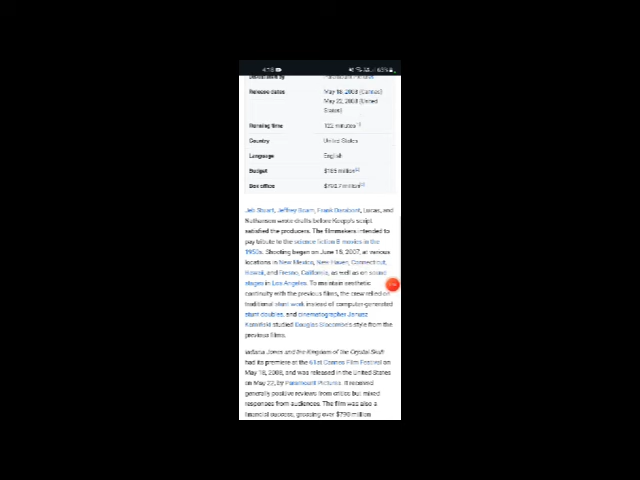 Release dates May 18, 2008 (Cannes)
May 22, 2008 (United
States)
Running time 122 minutes
Country United States
Language English
Budget $185 million
Box office million
Jeb Stuart, Jeffrey Boam, Frank Darabont, Lucas, and
Nathanson wrote drafts before Koepp's script
satisfied the producers. The filmmakers intended to
pay tribute to the science fiction B movies in the
1950s. Shooting began on June 18, 2007, at various
locations in New Mexico, New Haven, Connecticut,
Hawaii, and Fresno, California, as well as on sound
stages in Los Angeles. To maintain aesthetic
continuity with the previous films, the crew relied on
traditional stunt work instead of computer-generated
stunt doubles, and cinematographer Janusz
Kamiński studied Douglas Slocombe's style from the
previous films.
Indiana Jones and the Kingdom of the Crystal Skull
had its premiere at the 61st Cannes Film Festival on
May 18, 2008, and was released in the United States
on May 22, by Paramount Pictures. It received
generally positive reviews from critics but mixed
responses from audiences. The film was also a
financial success, grossing over $790 million